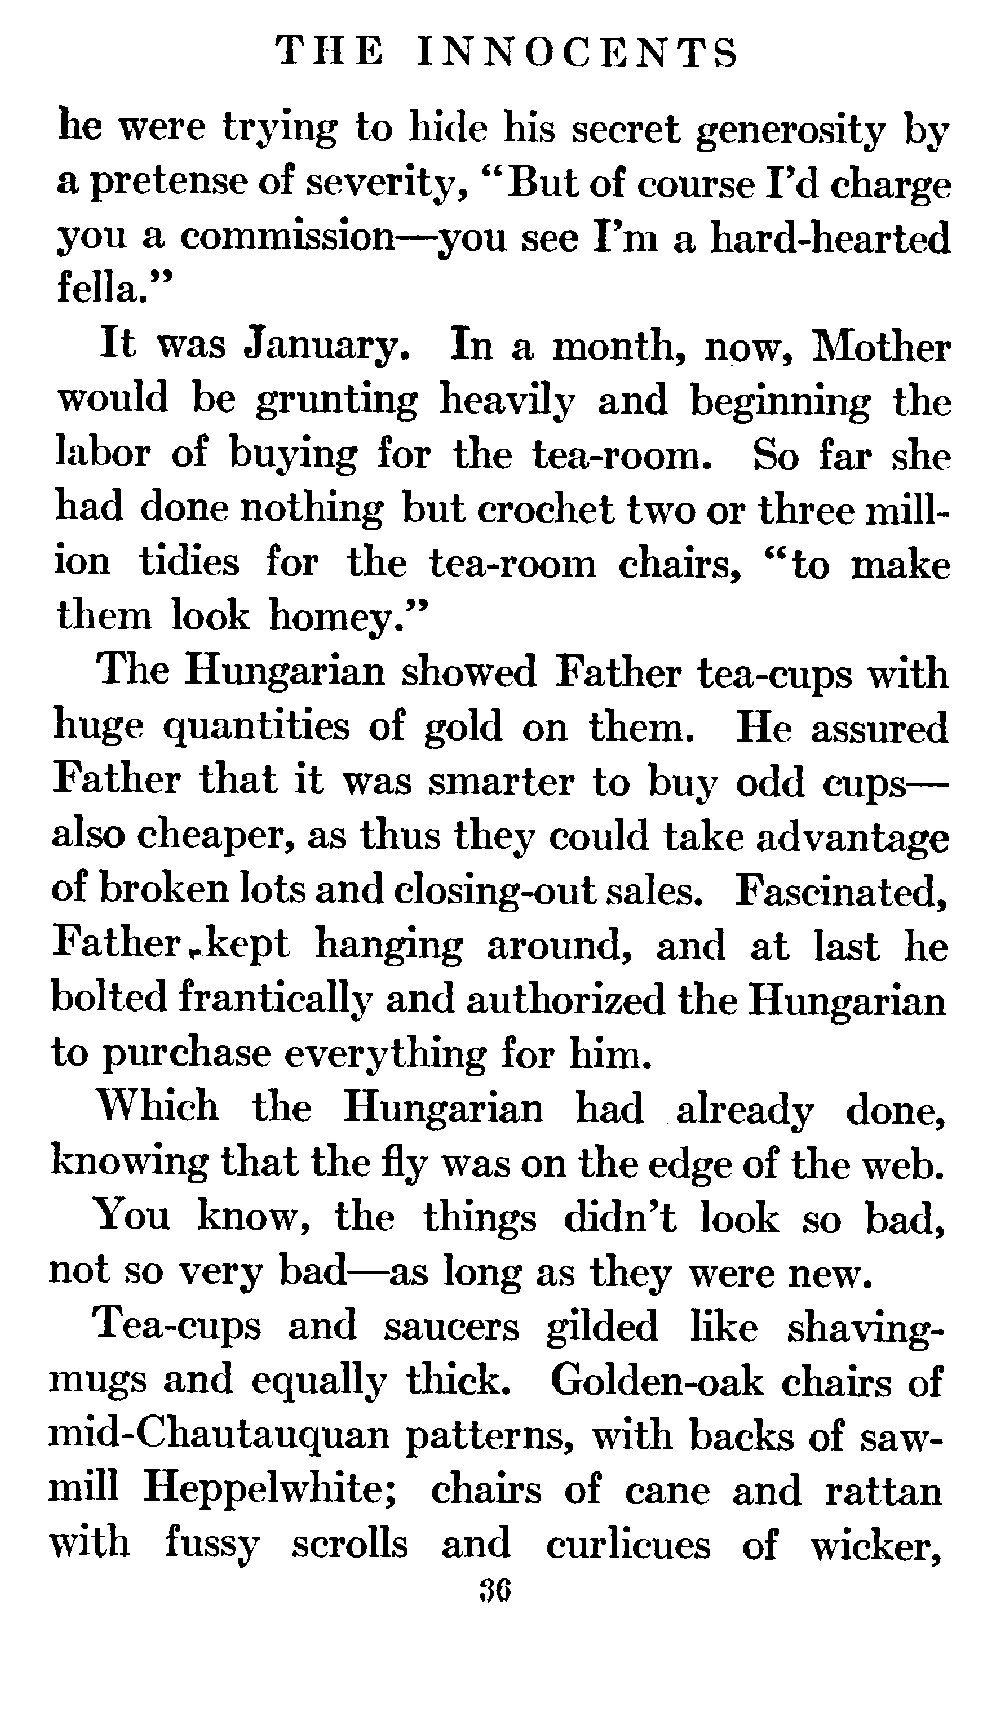 THE INNOCENTS
he were trying to hide his secret generosity by
a pretense of severity, “But of course I’d charge
you a commission—you see I’m a hard-hearted
fella.”
It was January. In a month, now, Mother
would be grunting heavily and beginning the
labor of buying for the tea-room. So far she
had done nothing but crochet two or three mill-
ion tidies for the tea-room chairs, “to make
them look homey.”
The Hungarian showed Father tea-cups with
huge quantities of gold on them. He assured
Father that it was smarter to buy odd cups—
also cheaper, as thus they could take advantage
of broken lots and closing-out sales. Fascinated,
Father kept hanging around, and at last he
bolted frantically and authorized the Hungarian
to purchase everything for him.
Which the Hungarian had already done,
knowing that the fly was on the edge of the web.
You know, the things didn’t look so bad,
not so very bad—as long as they were new.
Tea-cups and saucers gilded like shaving-
mugs and equally thick. Golden-oak chairs of
mid-Chautauquan patterns, with backs of saw-
mill Heppelwhite; chairs of cane and rattan
with fussy scrolls and curlicues of wicker,
36